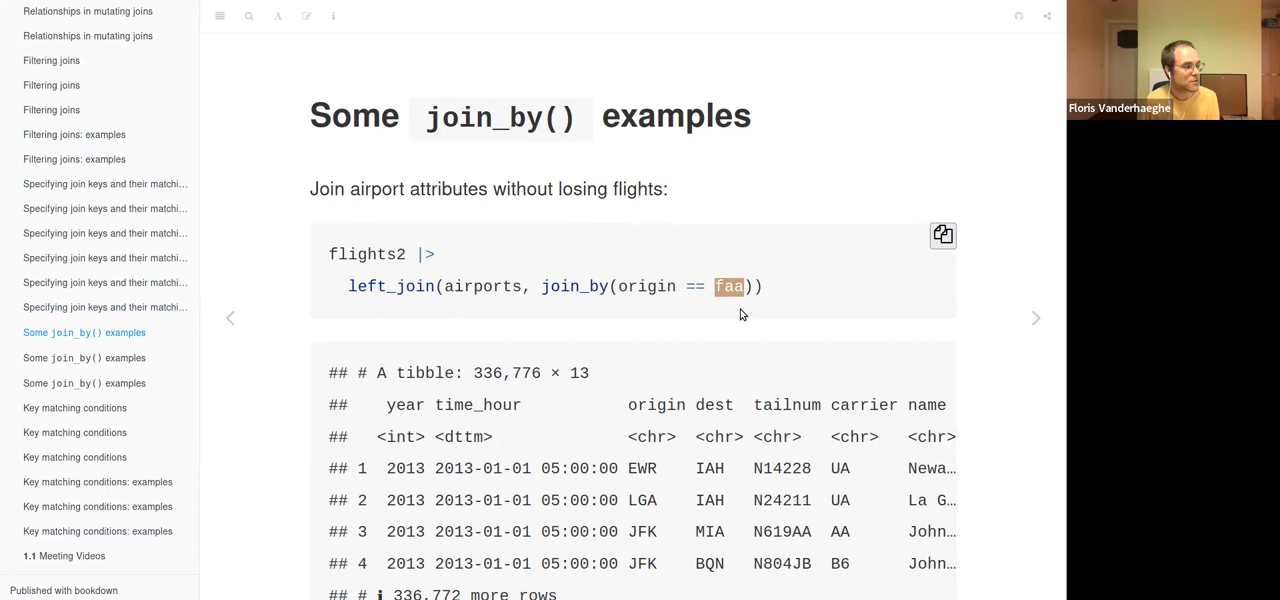 Relationships in mutating joins
Relationships in mutating joins
Filtering joins
Filtering joins
Filtering joins
Filtering joins: examples
Filtering joins: examples
Specifying join keys and their matchi...
Specifying join keys and their matchi...
Specifying join keys and their matchi...
Specifying join keys and their matchi...
Specifying join keys and their matchi...
Specifying join keys and their matchi...
Some join_by() examples
Some join_by() examples
Some join_by() examples
Key matching conditions
Key matching conditions
Key matching conditions
Key matching conditions: examples
Key matching conditions: examples
Key matching conditions: examples
1.1 Meeting Videos
Published with bookdown
A
i
Some join_by() examples
Join airport attributes without losing flights:
flights2 |>
left_join(airports, join_by(origin == faa))
## # A tibble: 336,776 × 13
## year time_hour origin dest tailnum carrier name
## <int> <dttm> <chr> <chr> <chr> <chr> <chr>
## 1 2013 2013-01-01 05:00:00 EWR IAH N14228 UA Newa…
## 2 2013 2013-01-01 05:00:00 LGA IAH N24211 UA La G…
## 3 2013 2013-01-01 05:00:00 JFK MIA N619AA AA John…
## 4 2013 2013-01-01 05:00:00 JFK BQN N804JB B6 John…
## # ℹ 336,772 more rows
Floris Vanderhaeghe